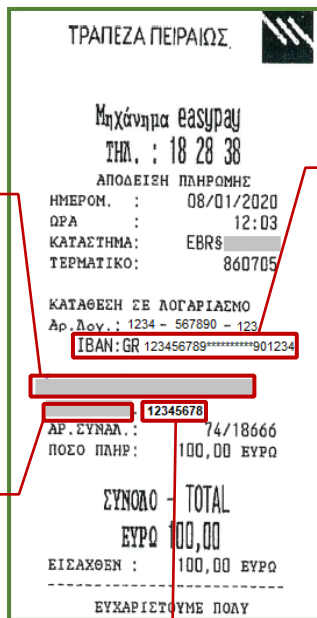 ΤΡΑΠΕΖΑ ΠΕΙΡΑΙΩΣ
Μηχάνημα easypay
ΤΗΛ. : 18 28 38
ΑΠΟΔΕΙΞΗ ΠΛΗΡΩΜΗΣ
ΗΜΕΡΟΜ. : 08/01/2020
ΩΡΑ : 12:03
ΚΑΤΑΣΤΗΜΑ: EBR§
ΤΕΡΜΑΤΙΚΟ: 860705
ΚΑΤΑΘΕΣΗ ΣΕ ΛΟΓΑΡΙΑΣΜΟ
Αρ.Λογ.: 1234 - 567890 - 123
IBAN:GR 123456789**********901234
12345678
ΑΡ.ΣΥΝΑΛ.: 74/18666
ΠΟΣΟ ΠΛΗΡ: 100,00 ΕΥΡΩ
ΣΥΝΟΛΟ - TOTAL
ΕΥΡΩ 100,00
ΕΙΣΑΧΘΕΝ : 100,00 ΕΥΡΩ
ΕΥΧΑΡΙΣΤΟΥΜΕ ΠΟΛΥ